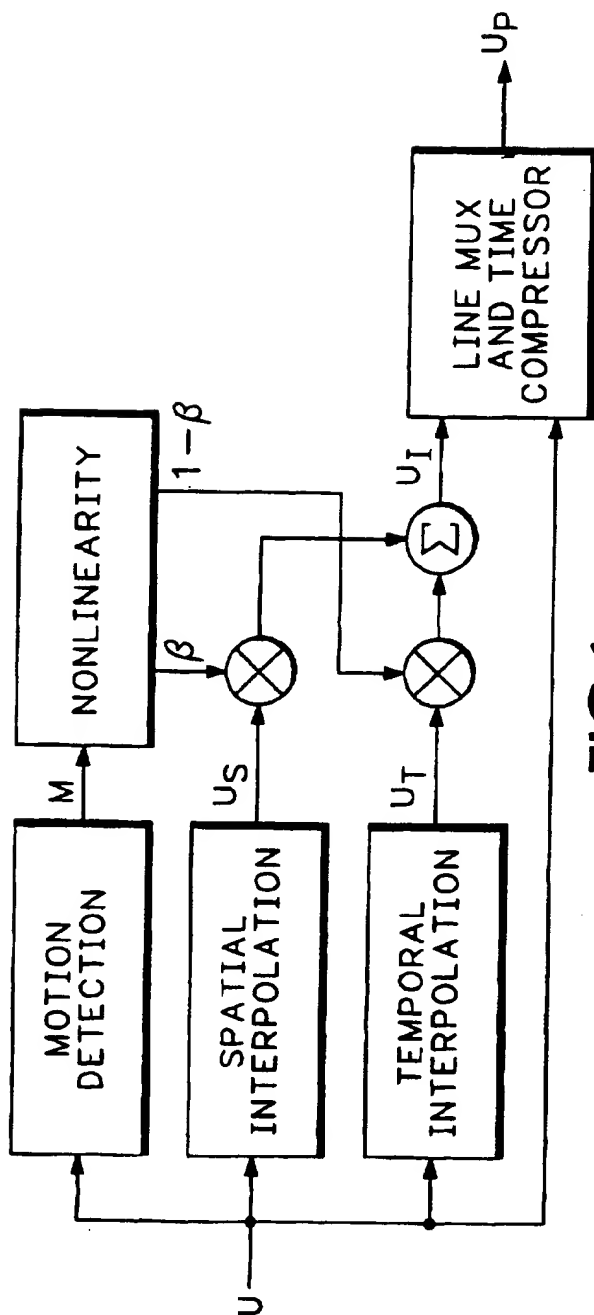 U
MOTION
DETECTION
M
NONLINEARITY
β
1-β
SPATIAL
INTERPOLATION
US
TEMPORAL
INTERPOLATION
UT
Σ
UI
LINE MUX
AND TIME
COMPRESSOR
UP